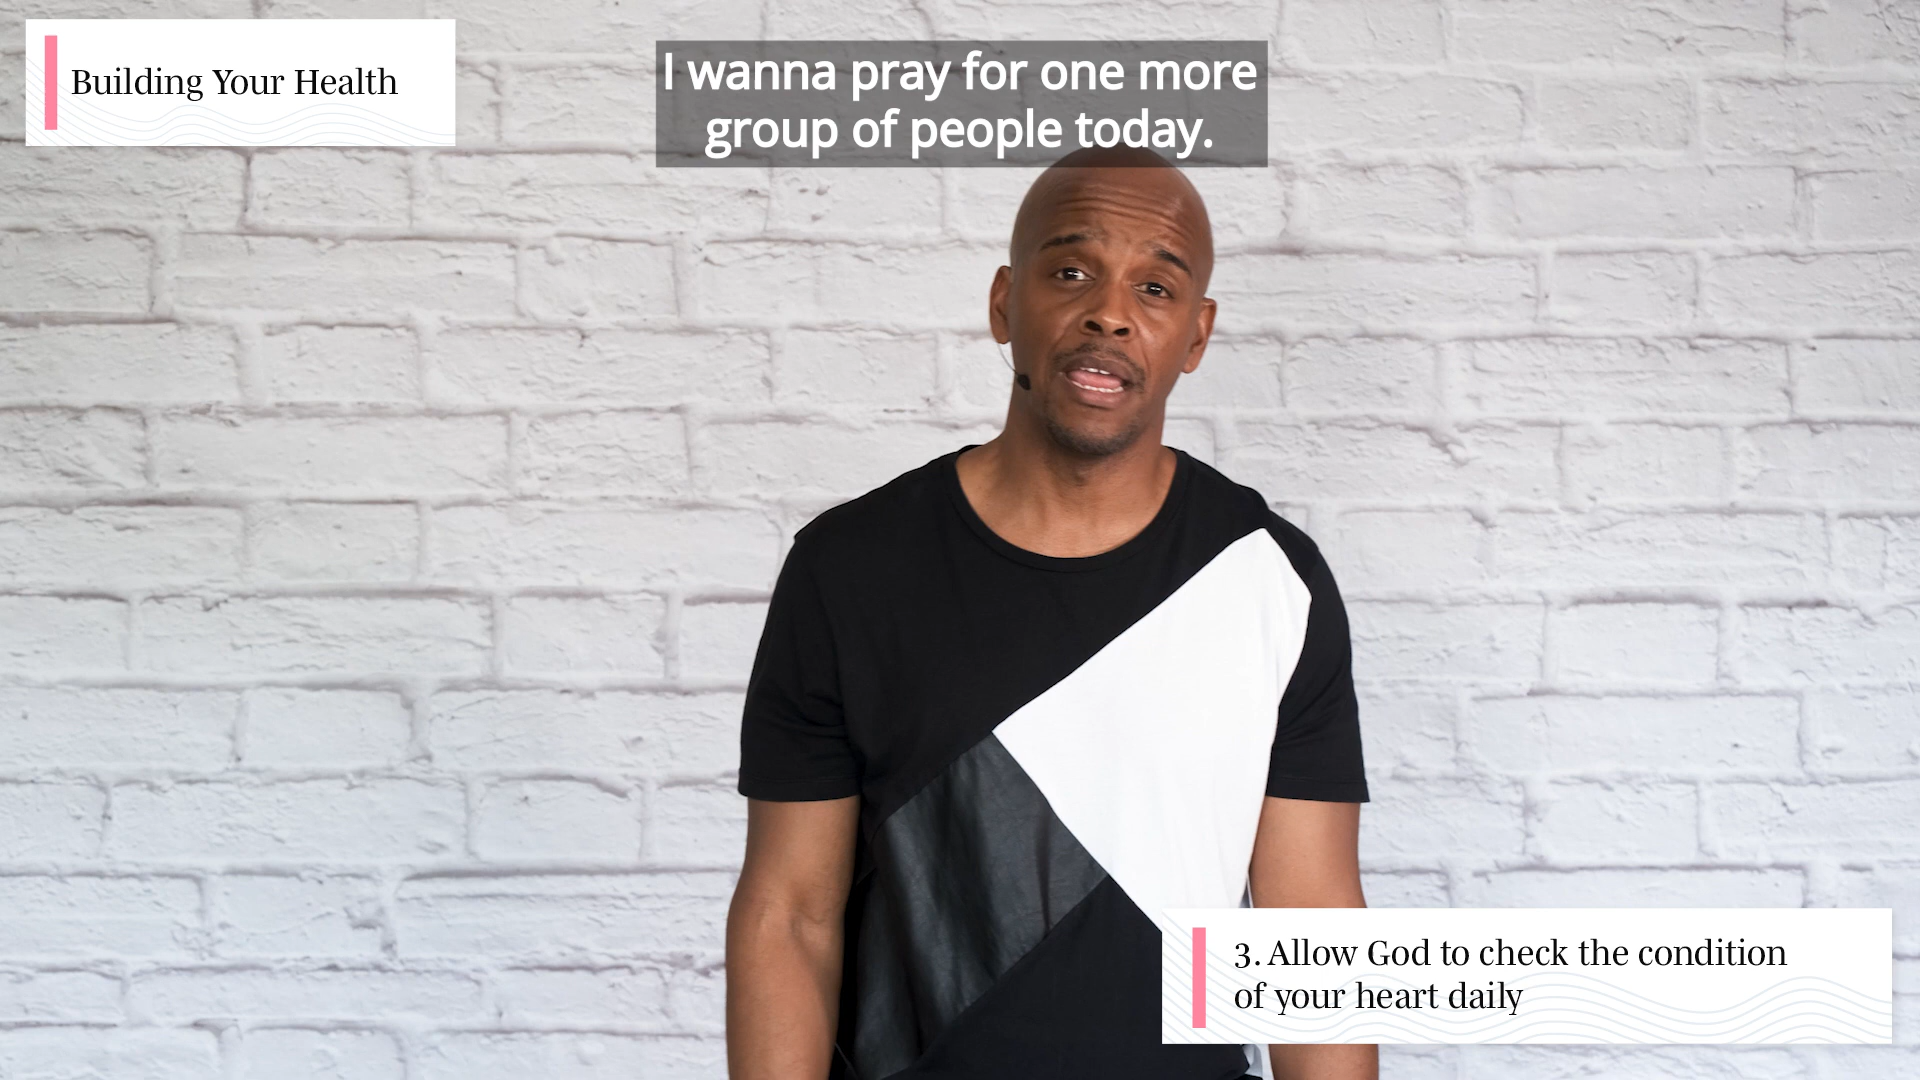 Building Your Health
I wanna pray for one more
group of people today.
3. Allow God to check the condition
of your heart daily